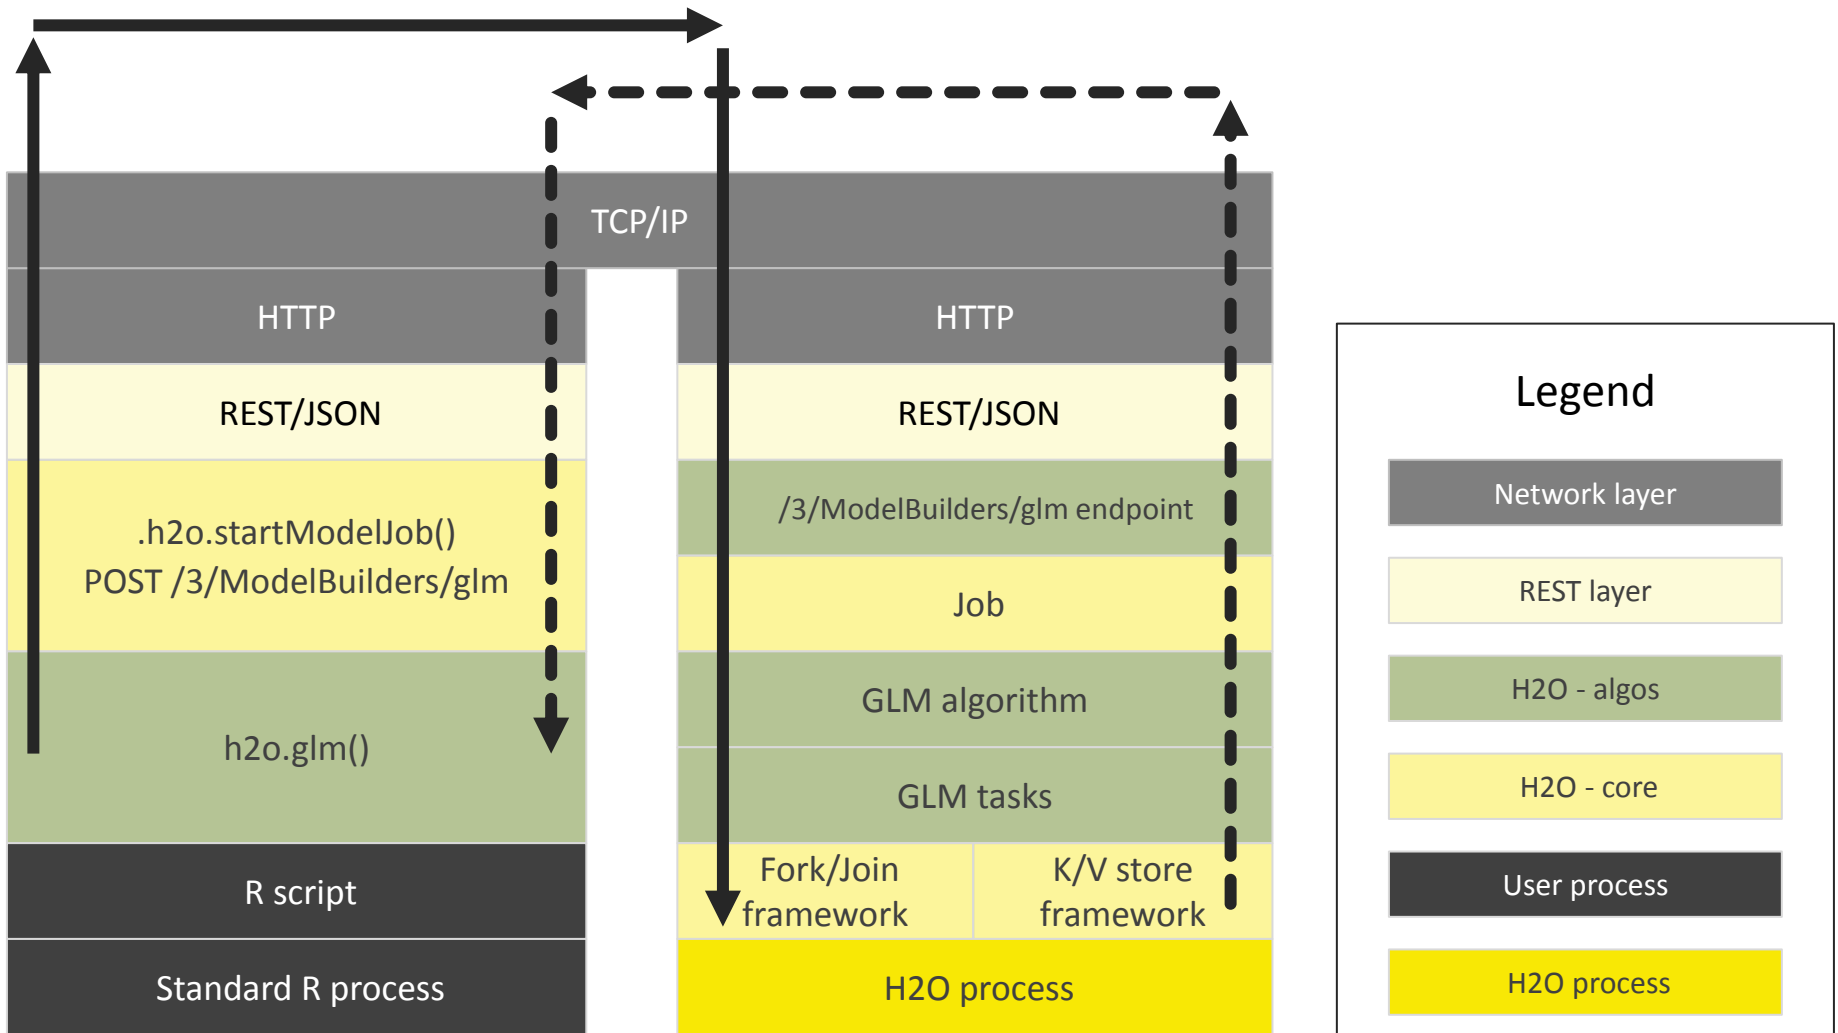 TCP/IP
HTTP
REST/JSON
.h2o.startModelJob()
POST /3/ModelBuilders/glm
h2o.glm()
R script
Standard R process
HTTP
REST/JSON
/3/ModelBuilders/glm endpoint
Job
GLM algorithm
GLM tasks
Fork/Join
framework
K/V store
framework
H2O process
Legend
Network layer
REST layer
H2O - algos
H2O - core
User process
H2O process